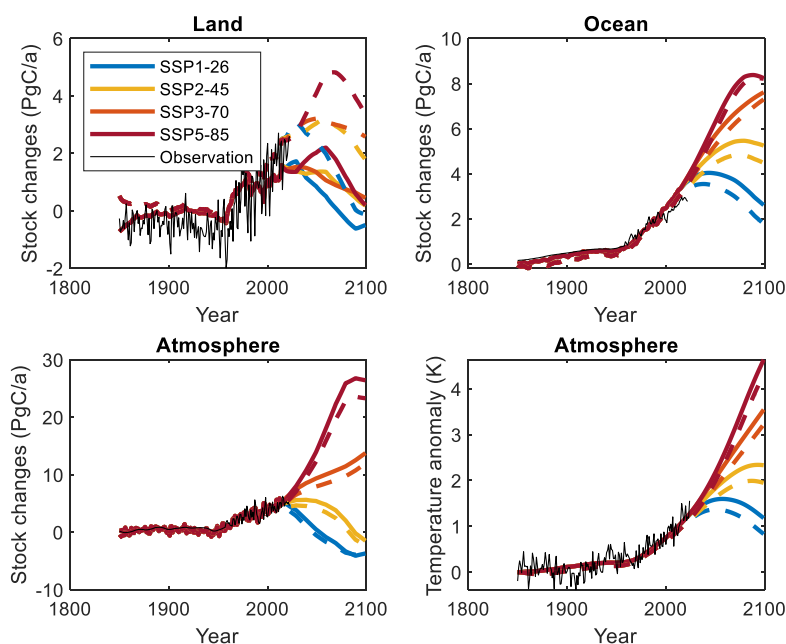 Land
Stock changes (PgC/a)
6
4
2
0
-2
SSP1-26
SSP2-45
SSP3-70
SSP5-85
Observation
1800
1900
2000
2100
Year
Ocean
Stock changes (PgC/a)
10
8
6
4
2
0
1800
1900
2000
2100
Year
Atmosphere
Stock changes (PgC/a)
30
20
10
0
-10
1800
1900
2000
2100
Year
Atmosphere
Temperature anomaly (K)
4
3
2
1
0
1800
1900
2000
2100
Year